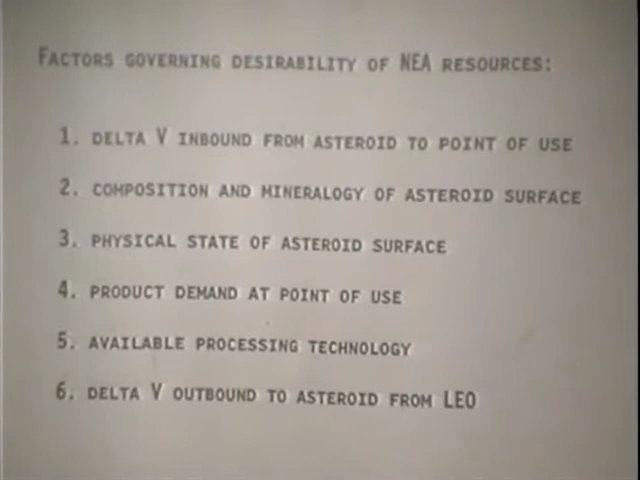 FACTORS GOVERNING DESIRABILITY OF NEA RESOURCES:
1. DELTA V INBOUND FROM ASTEROID TO POINT OF USE
2. COMPOSITION AND MINERALOGY OF ASTEROID SURFACE
3. PHYSICAL STATE OF ASTEROID SURFACE
4. PRODUCT DEMAND AT POINT OF USE
5. AVAILABLE PROCESSING TECHNOLOGY
6. DELTA V OUTBOUND TO ASTEROID FROM LEO